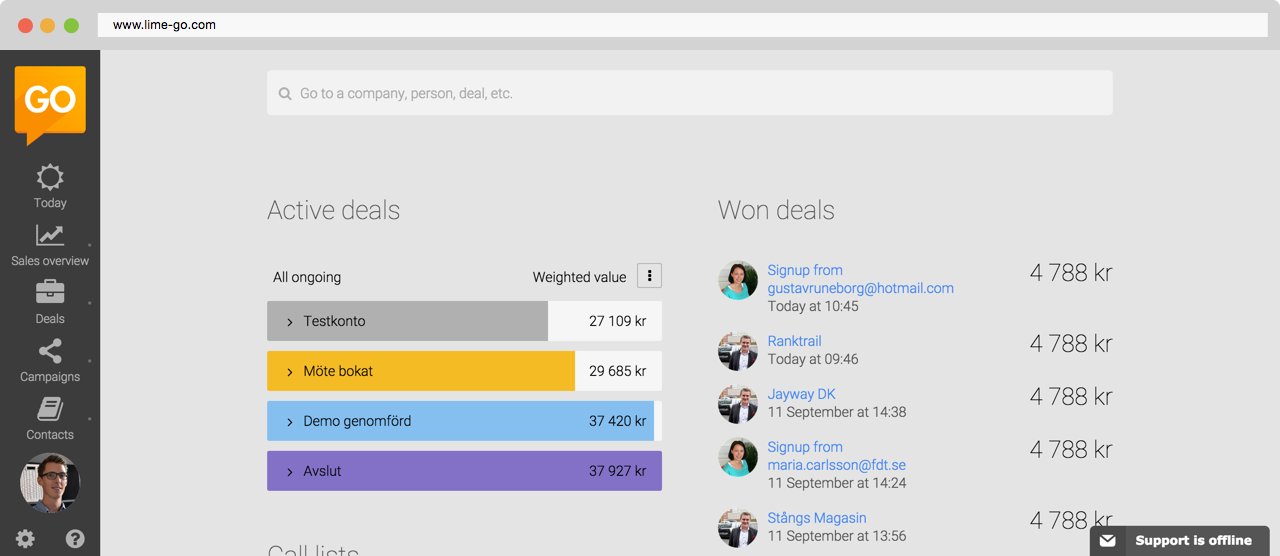 www.lime-go.com
GO
Go to a company, person, deal, etc.
Today
Sales overview
Deals
Campaigns
Contacts
Active deals
All ongoing Weighted value
Testkonto 27 109 kr
Möte bokat 29 685 kr
Demo genomförd 37 420 kr
Avslut 37 927 kr
Call lists
Won deals
Signup from 4 788 kr
gustavruneborg@hotmail.com
Today at 10:45
Ranktrail 4 788 kr
Today at 09:46
Jayway DK 4 788 kr
11 September at 14:38
Signup from 4 788 kr
maria.carlsson@fdt.se
11 September at 14:24
Stångs Magasin 4 788 kr
11 September at 13:56
Support is offline